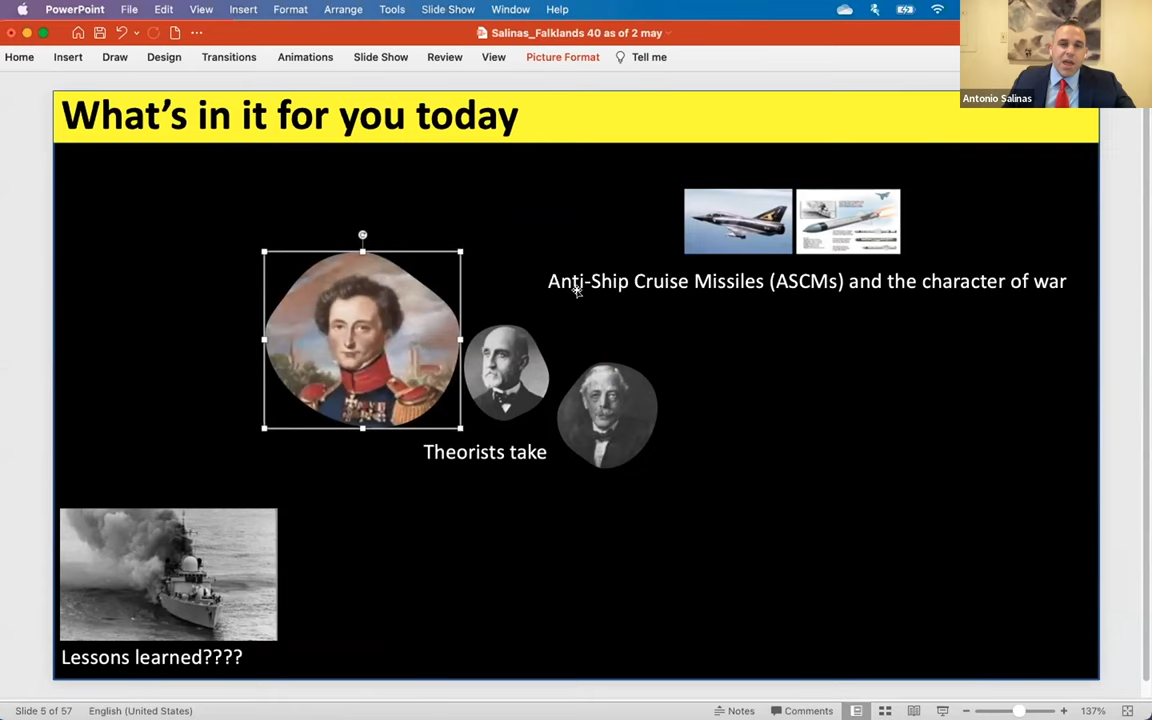 PowerPoint File Edit View Insert Format Arrange Tools Slide Show Window Help
Salinas_Falklands 40 as of 2 may
Home Insert Draw Design Transitions Animations Slide Show Review View Picture Format Tell me
Antonio Salinas
What's in it for you today
Anti-Ship Cruise Missiles (ASCMs) and the character of war
Theorists take
Lessons learned????
Slide 5 of 57 English (United States) Notes Comments 137%